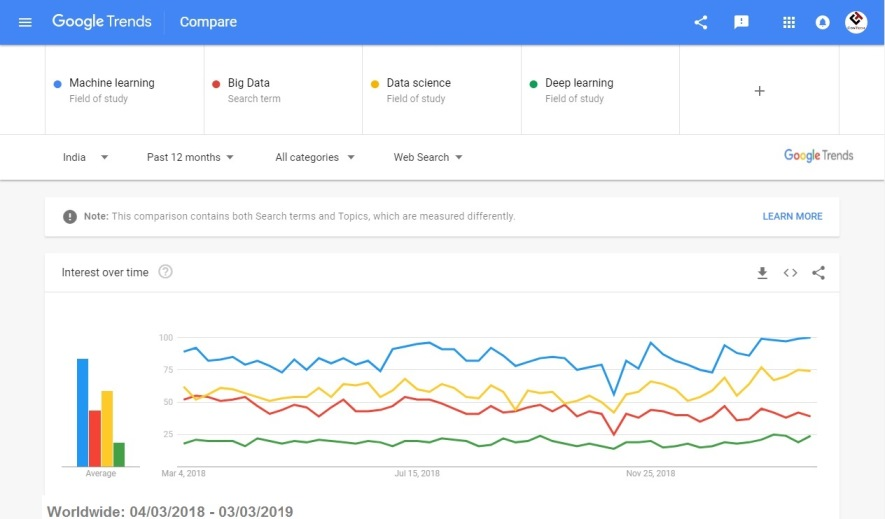 Google Trends Compare
Machine learning
Field of study
Big Data
Search term
Data science
Field of study
Deep learning
Field of study
+
India Past 12 months All categories Web Search Google Trends
Note: This comparison contains both Search terms and Topics, which are measured differently. LEARN MORE
Interest over time
100
75
50
25
Average Mar 4, 2018 Jul 15, 2018 Nov 25, 2018
Worldwide: 04/03/2018 - 03/03/2019